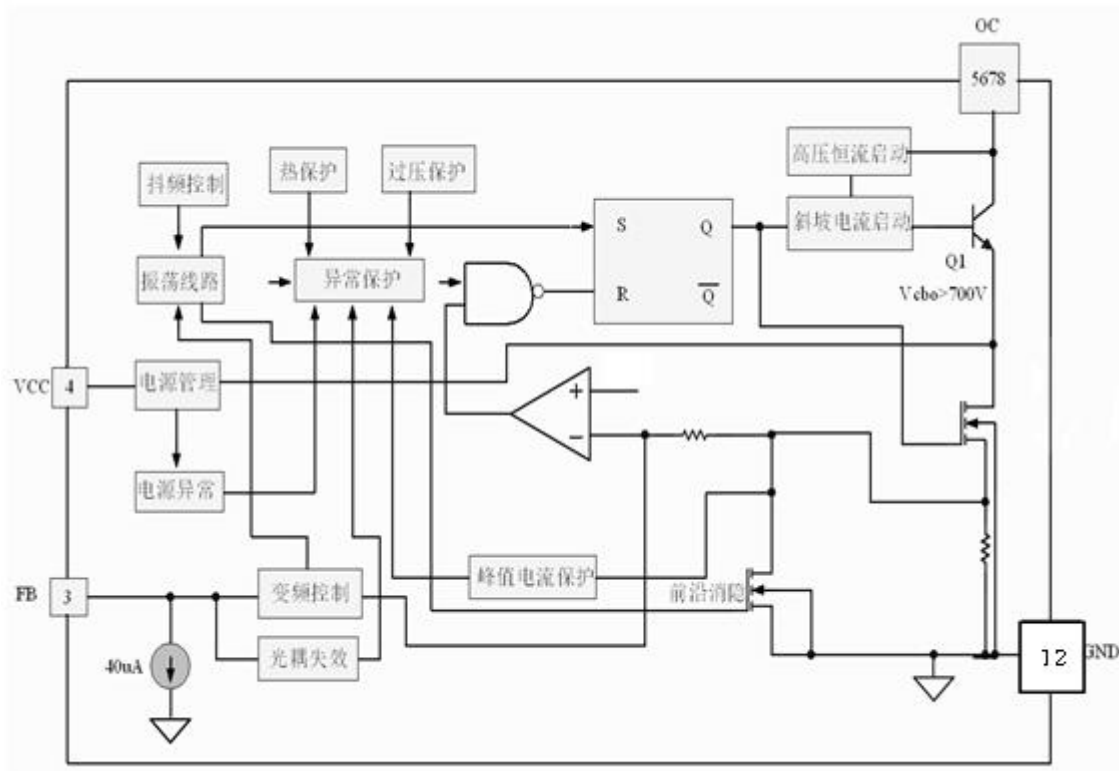 OC
5678
高压恒流启动
热保护
过压保护
抖频控制
S
Q
斜坡电流启动
Q1
振荡线路
异常保护
R
Q
Vcbo>700V
VCC
4
电源管理
+
−
电源异常
峰值电流保护
前沿消隐
FB
3
变频控制
光耦失效
40uA
12
GND